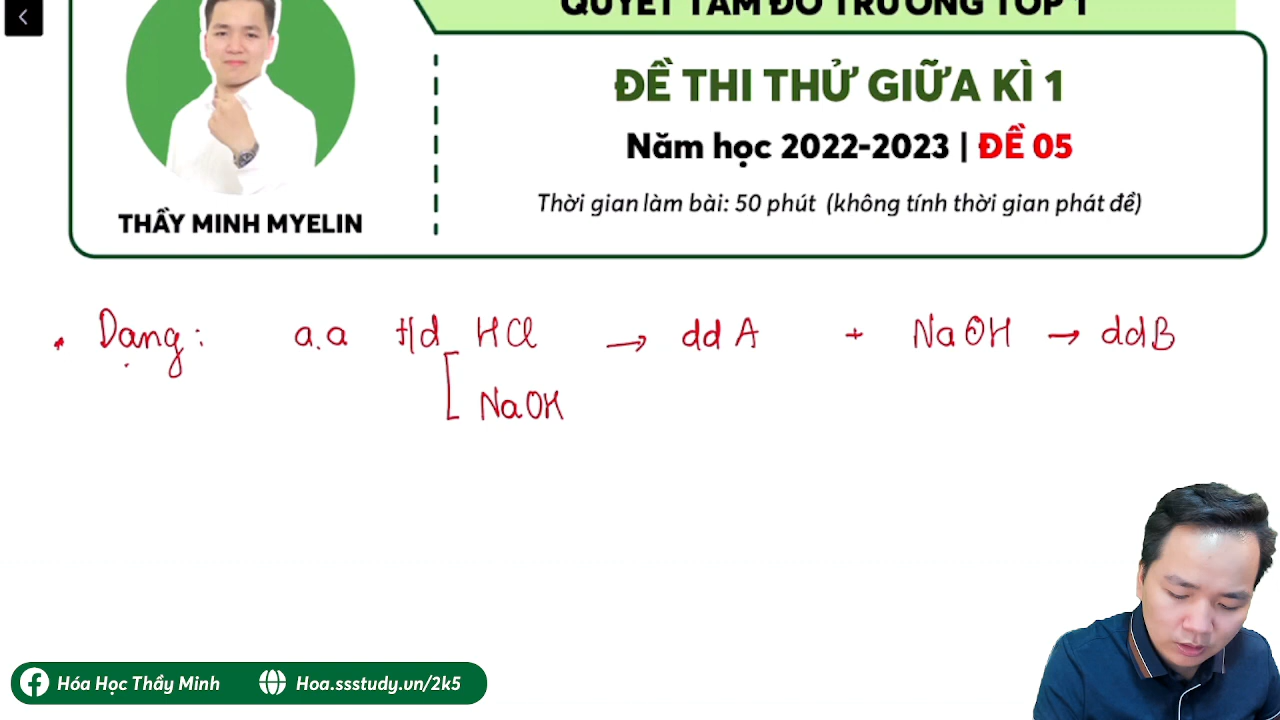 QUYẾT TÂM ĐỖ TRƯỜNG TOP 1
ĐỀ THI THỬ GIỮA KÌ 1
Năm học 2022-2023 | ĐỀ 05
Thời gian làm bài: 50 phút (không tính thời gian phát đề)
THẦY MINH MYELIN
• Dạng: a.a t/d HCl → dd A + NaOH → dd B
NaOH
Hóa Học Thầy Minh
Hoa.ssstudy.vn/2k5